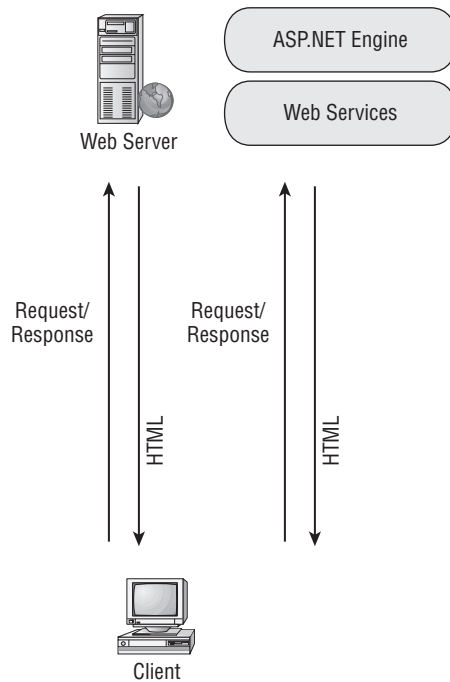 ASP.NET Engine
Web Services
Web Server
Request/
Response
Request/
Response
HTML
HTML
Client